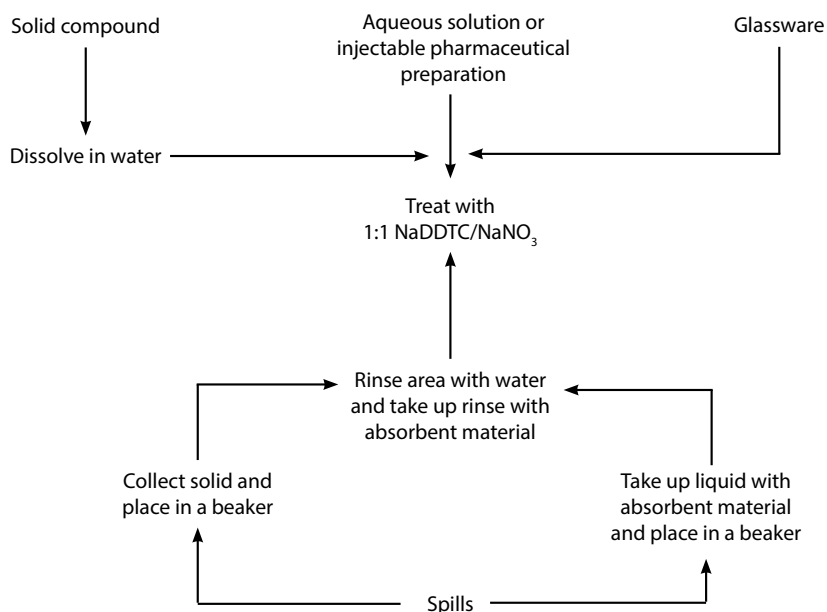 Solid compound
Aqueous solution or
injectable pharmaceutical
preparation
Glassware
Dissolve in water
Treat with
1:1 NaDDTC/NaNO₃
Rinse area with water
and take up rinse with
absorbent material
Collect solid and
place in a beaker
Take up liquid with
absorbent material
and place in a beaker
Spills